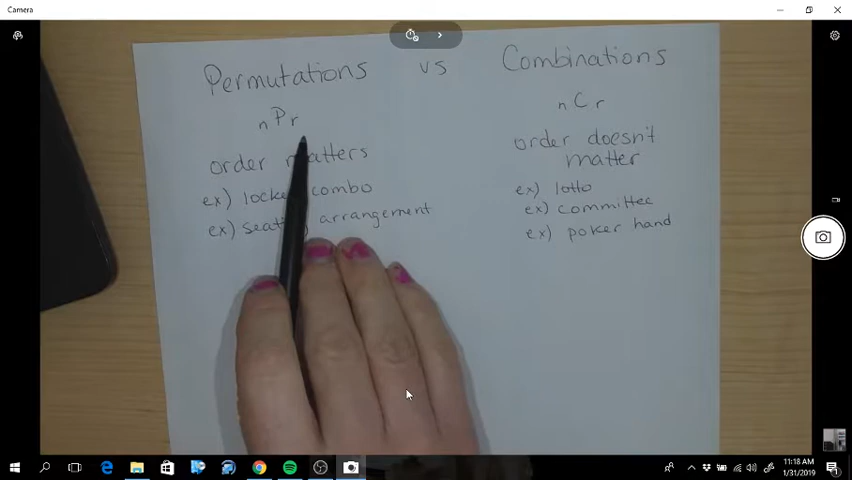 Camera
Permutations vs Combinations
nPr
nCr
order matters
order doesn't
matter
ex) locker combo
ex) lotto
ex) seating arrangement
ex) committee
ex) poker hand
11:18 AM
1/31/2019